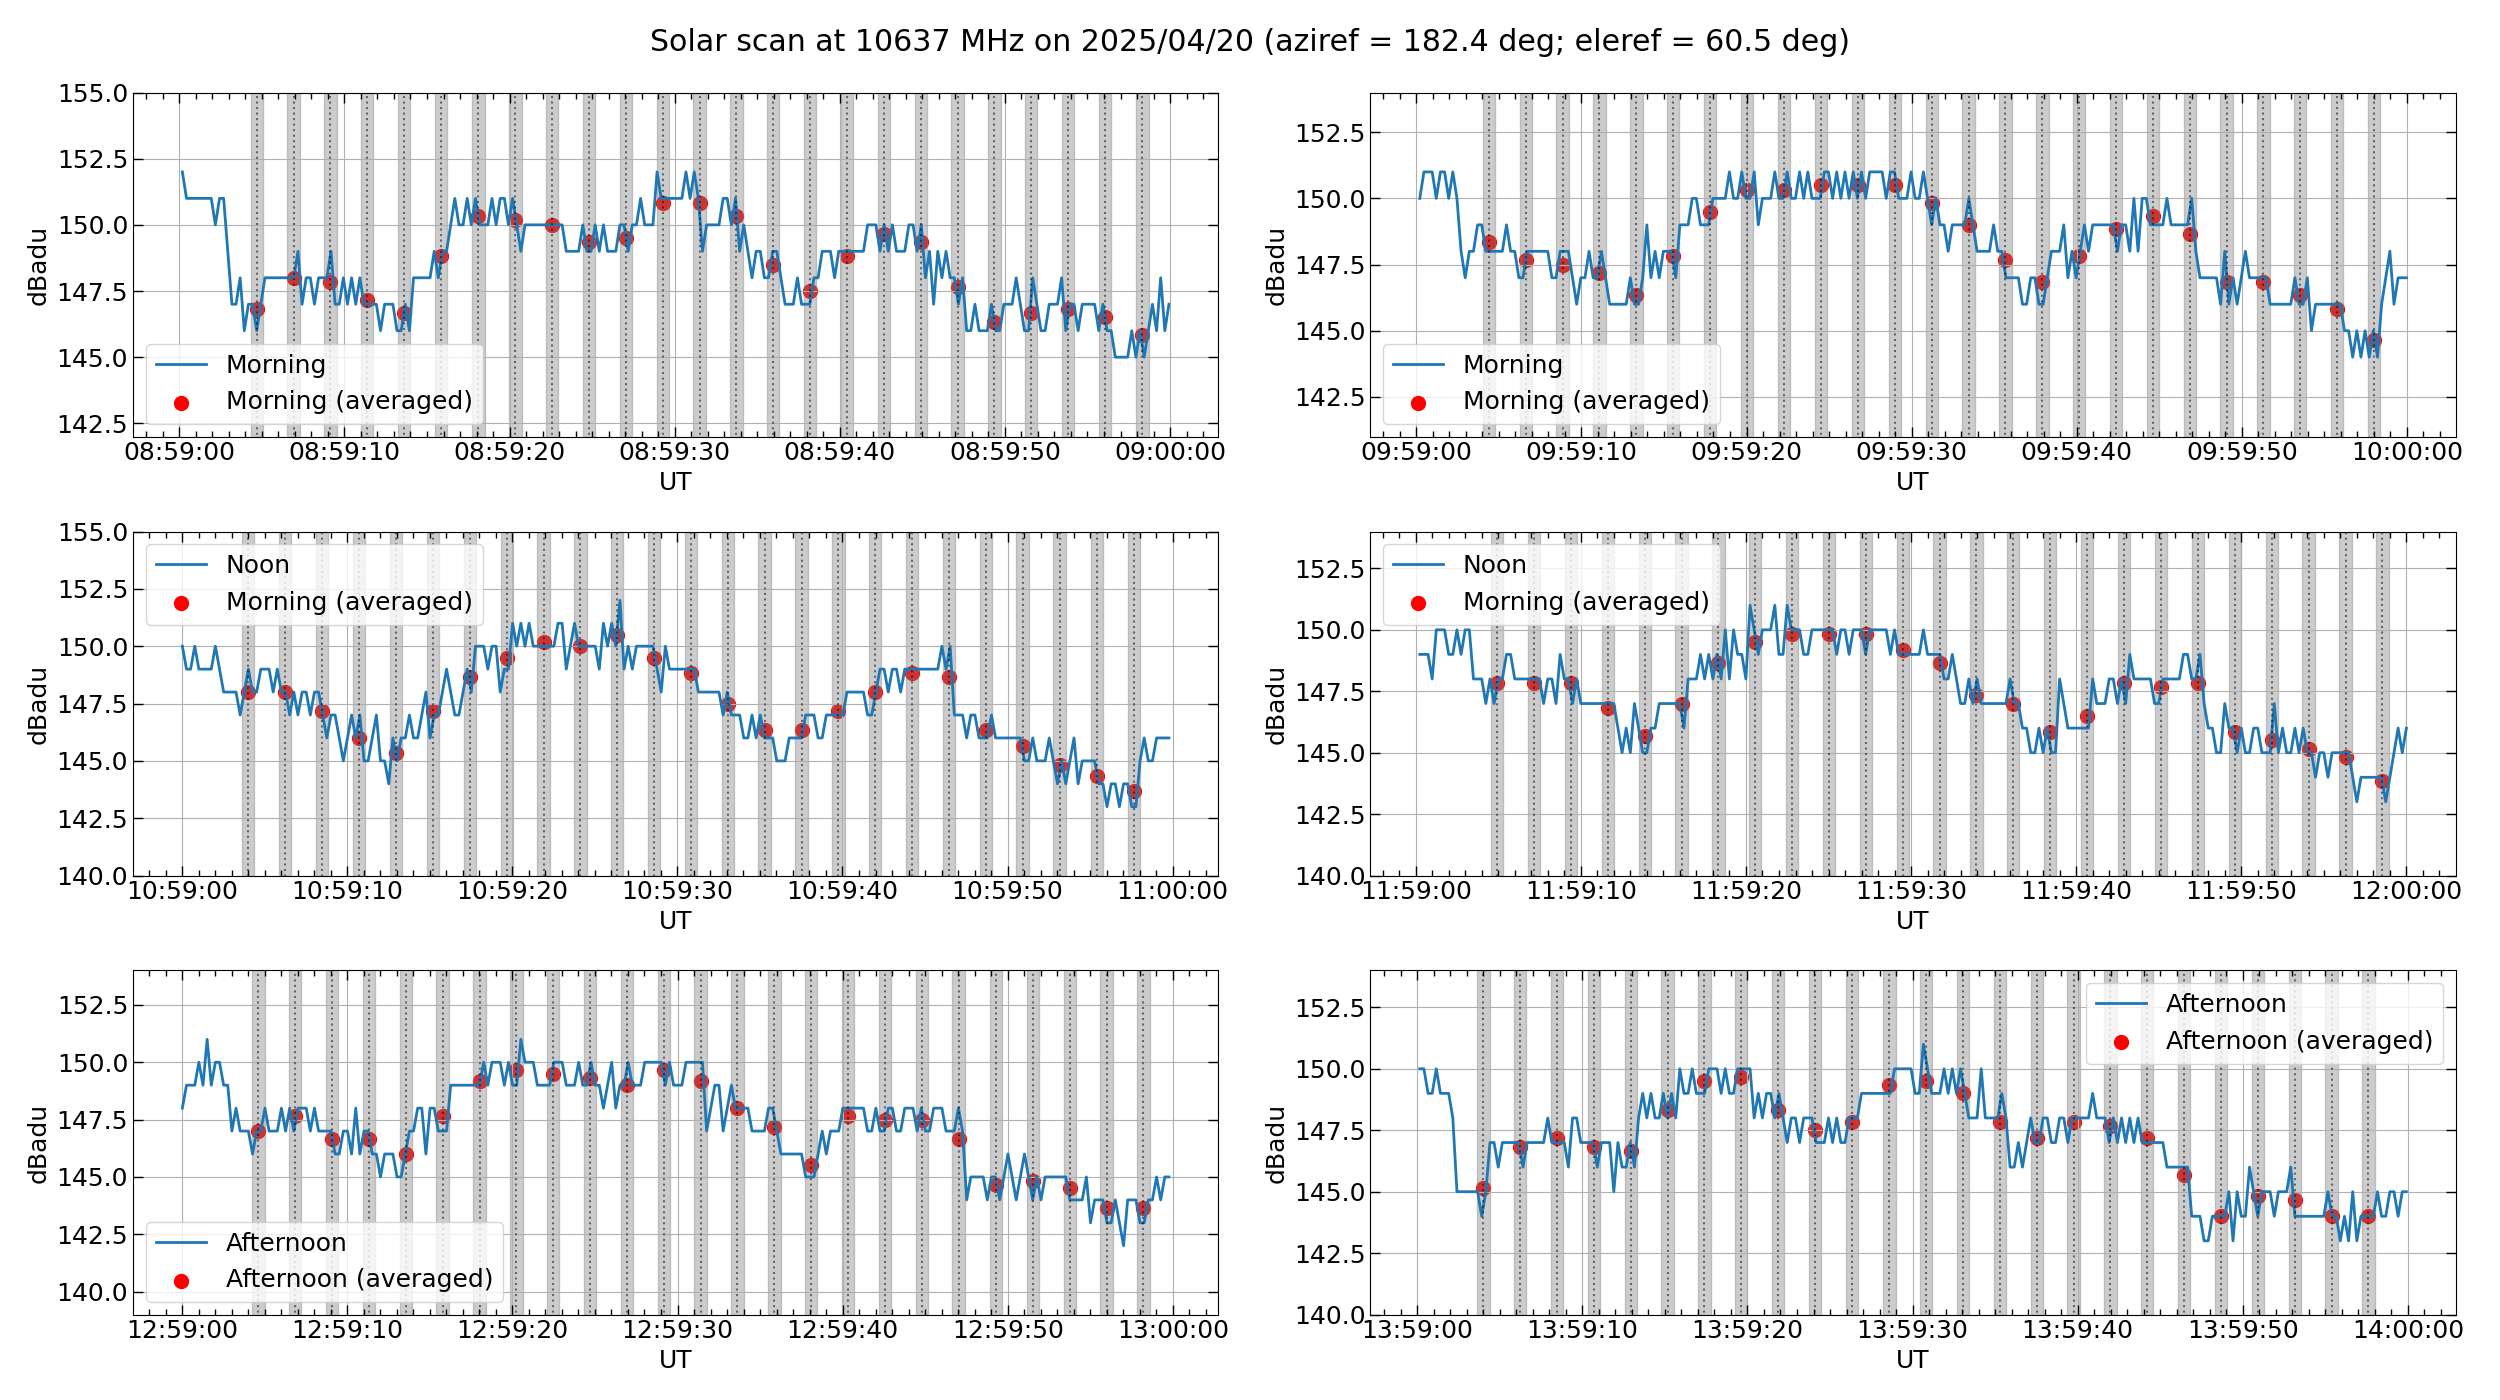 Solar scan at 10637 MHz on 2025/04/20 (aziref = 182.4 deg; eleref = 60.5 deg)
155.0
152.5
150.0
147.5
145.0
142.5
dBadu
Morning
Morning (averaged)
08:59:00 08:59:10 08:59:20 08:59:30 08:59:40 08:59:50 09:00:00
UT
152.5
150.0
147.5
145.0
142.5
dBadu
Morning
Morning (averaged)
09:59:00 09:59:10 09:59:20 09:59:30 09:59:40 09:59:50 10:00:00
UT
155.0
152.5
150.0
147.5
145.0
142.5
140.0
dBadu
Noon
Morning (averaged)
10:59:00 10:59:10 10:59:20 10:59:30 10:59:40 10:59:50 11:00:00
UT
152.5
150.0
147.5
145.0
142.5
140.0
dBadu
Noon
Morning (averaged)
11:59:00 11:59:10 11:59:20 11:59:30 11:59:40 11:59:50 12:00:00
UT
152.5
150.0
147.5
145.0
142.5
140.0
dBadu
Afternoon
Afternoon (averaged)
12:59:00 12:59:10 12:59:20 12:59:30 12:59:40 12:59:50 13:00:00
UT
152.5
150.0
147.5
145.0
142.5
140.0
dBadu
Afternoon
Afternoon (averaged)
13:59:00 13:59:10 13:59:20 13:59:30 13:59:40 13:59:50 14:00:00
UT